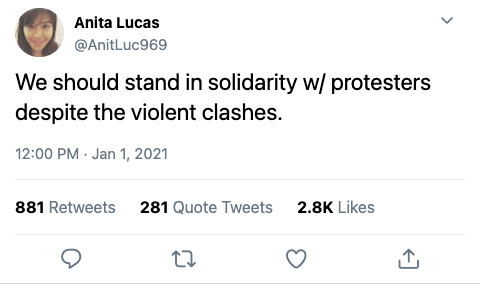 Anita Lucas
@AnitLuc969
We should stand in solidarity w/ protesters
despite the violent clashes.
12:00 PM · Jan 1, 2021
881 Retweets 281 Quote Tweets 2.8K Likes